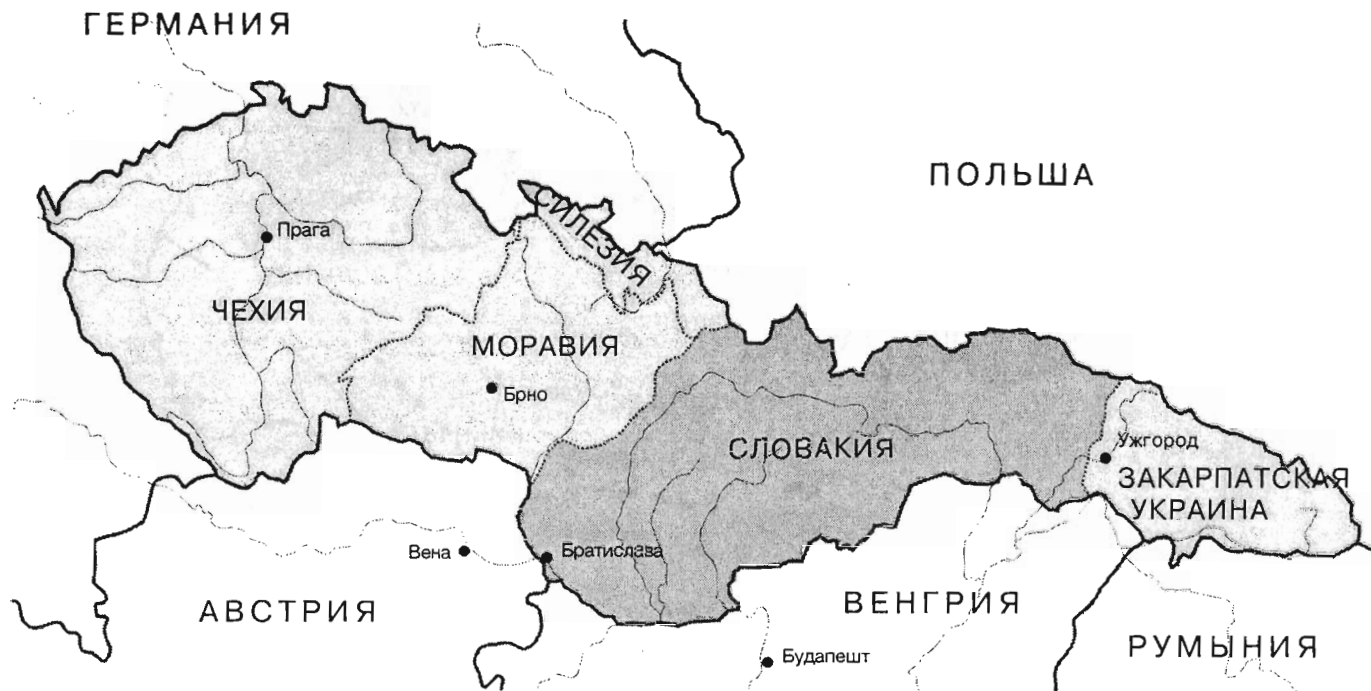 ГЕРМАНИЯ
ПОЛЬША
СИЛЕЗИЯ
Прага
ЧЕХИЯ
МОРАВИЯ
Брно
СЛОВАКИЯ
Ужгород
ЗАКАРПАТСКАЯ
УКРАИНА
Вена
Братислава
АВСТРИЯ
ВЕНГРИЯ
РУМЫНИЯ
Будапешт